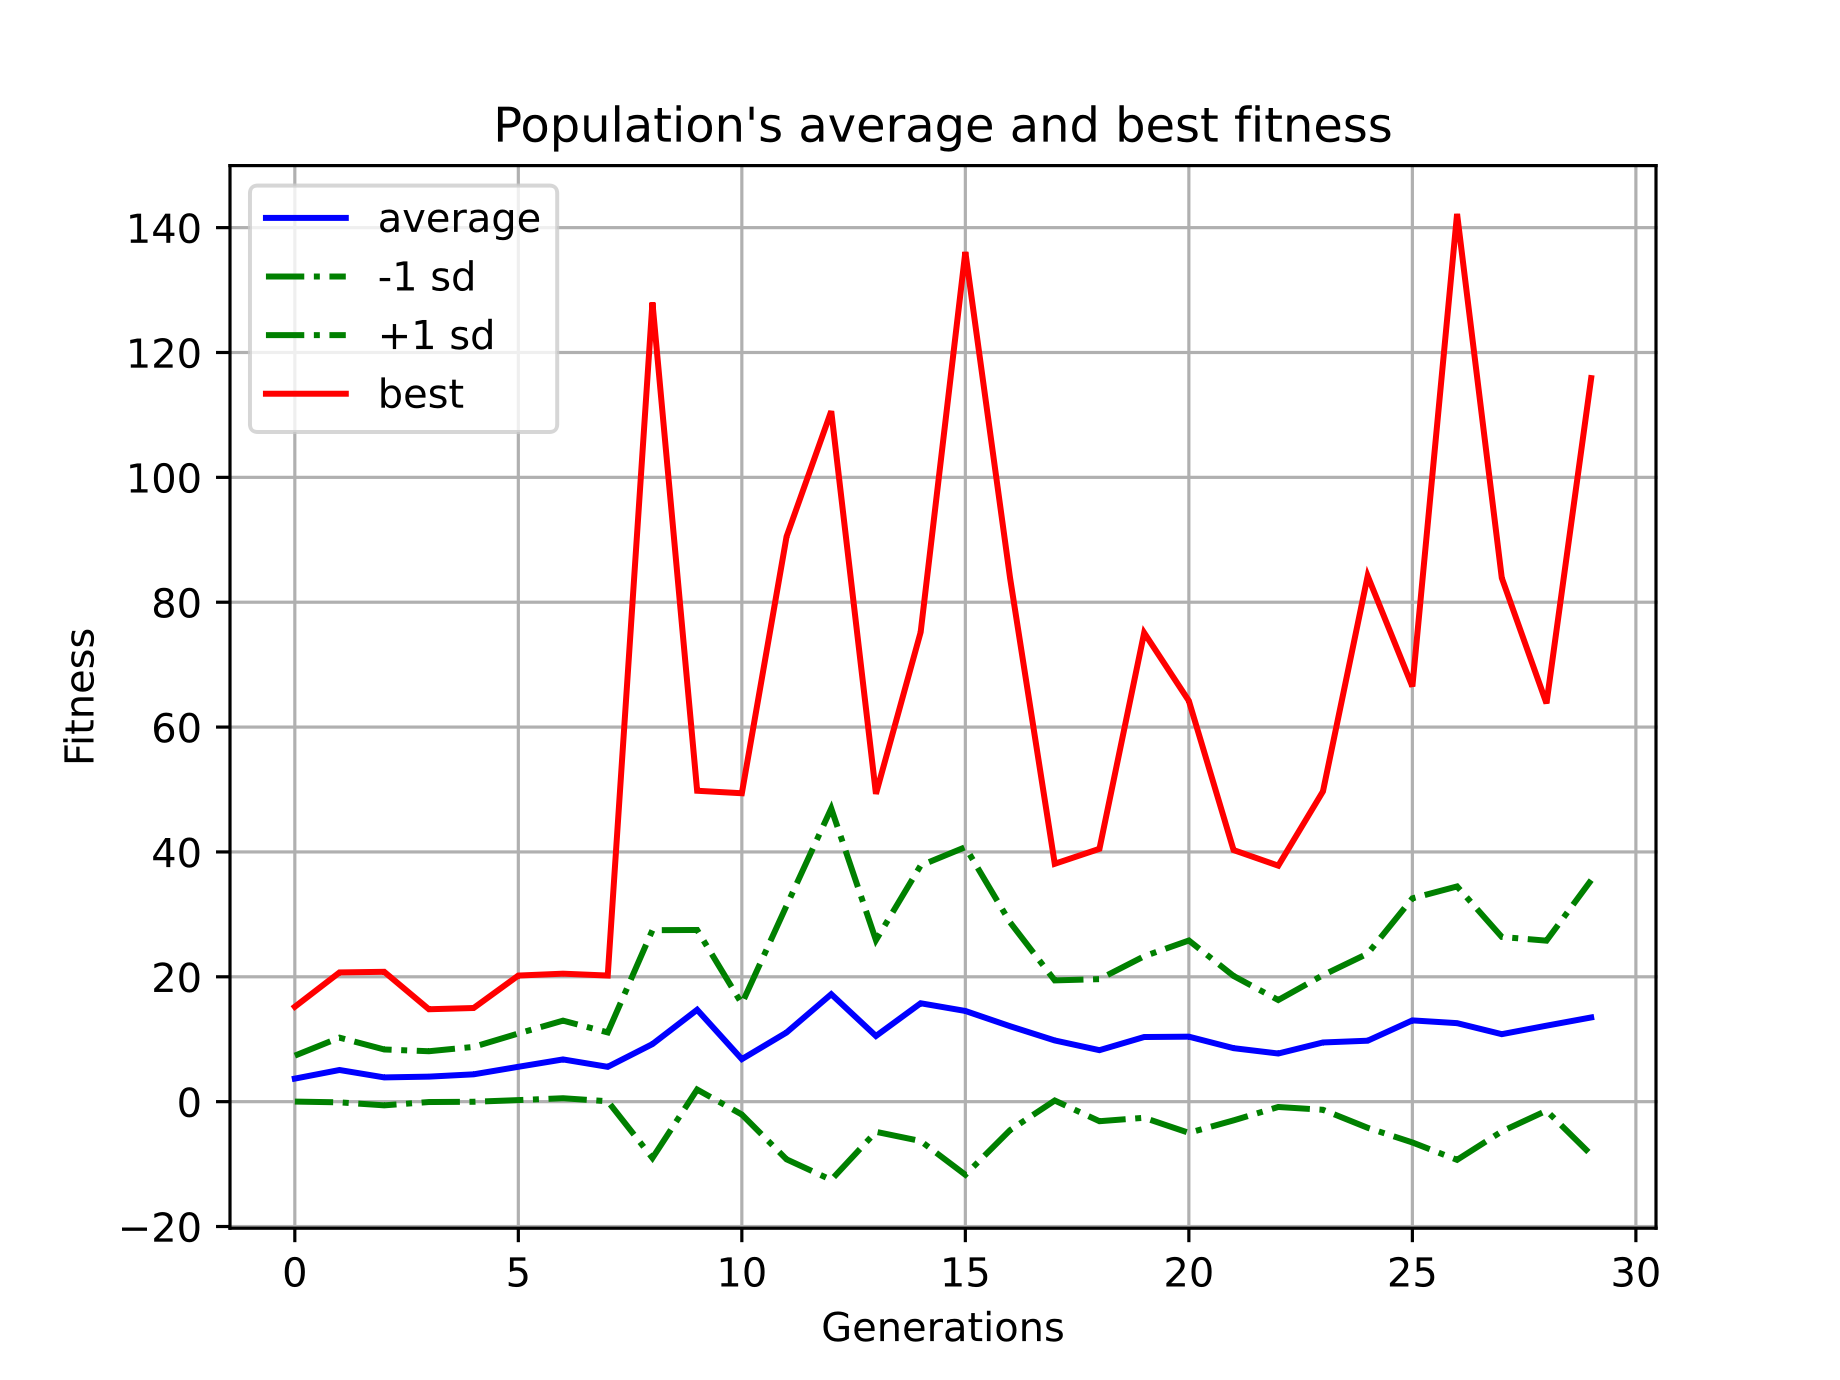 Population's average and best fitness
average
-1 sd
+1 sd
best
140
120
100
80
60
40
20
0
−20
Fitness
0 5 10 15 20 25 30
Generations